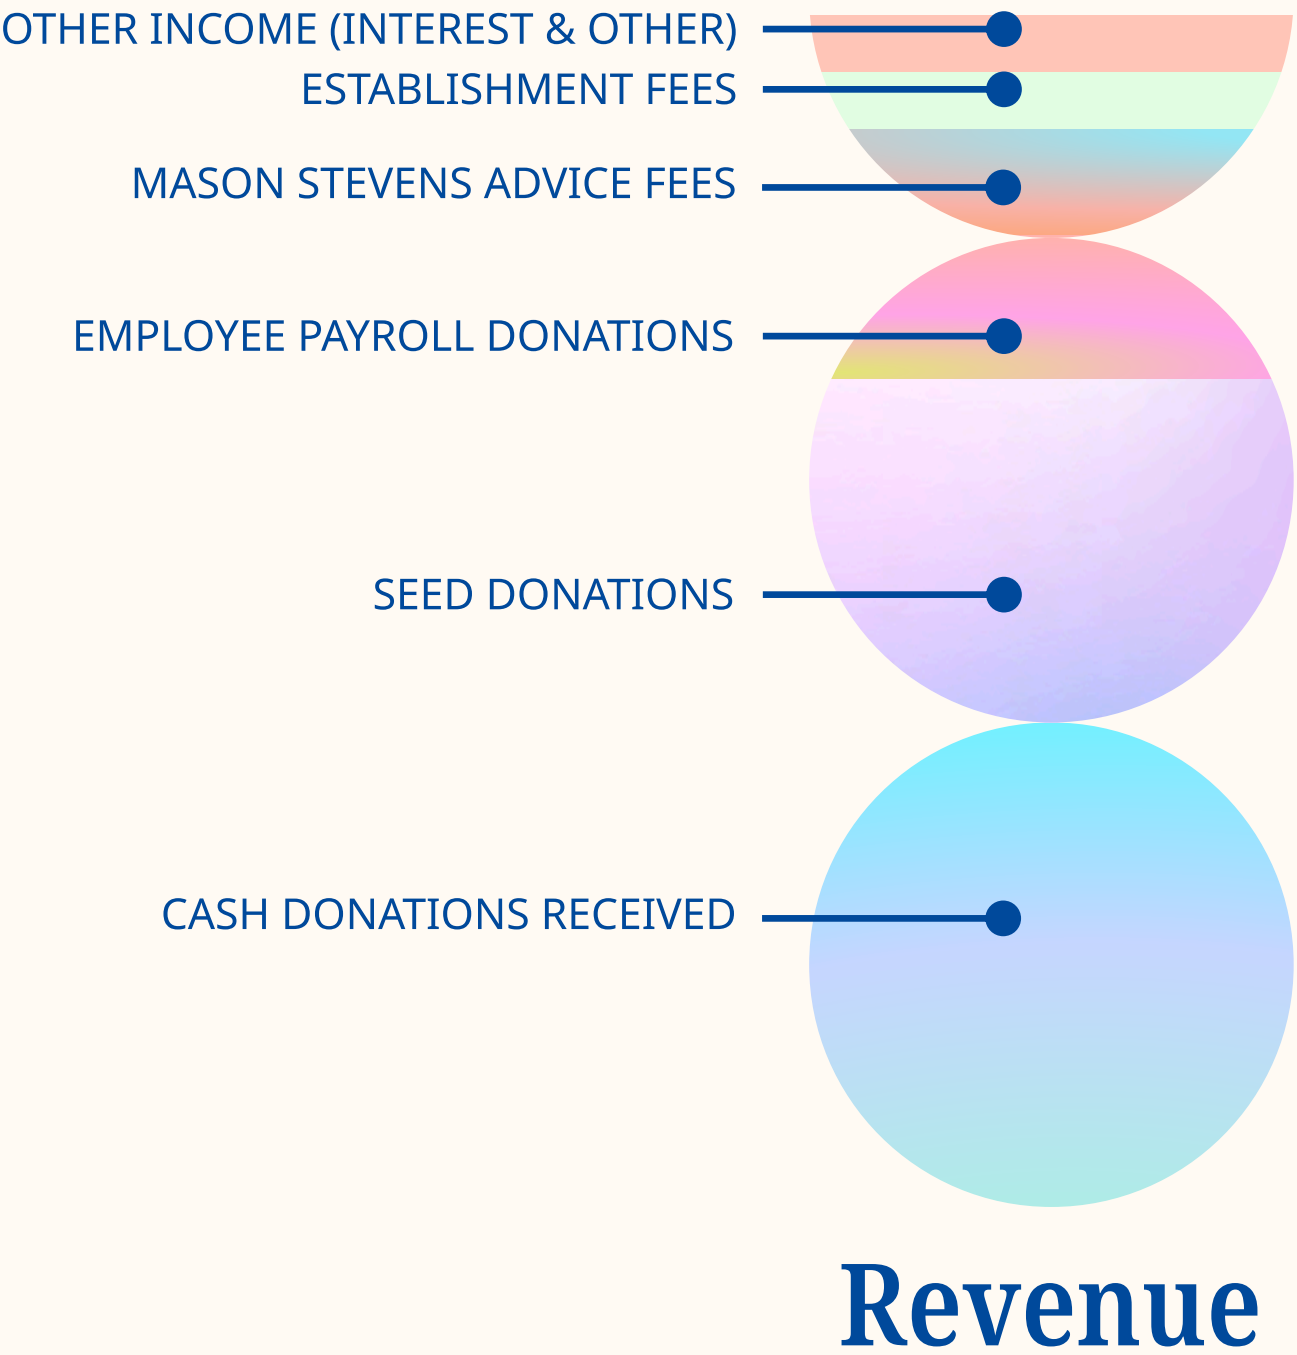 OTHER INCOME (INTEREST & OTHER)
ESTABLISHMENT FEES
MASON STEVENS ADVICE FEES
EMPLOYEE PAYROLL DONATIONS
SEED DONATIONS
CASH DONATIONS RECEIVED
Revenue